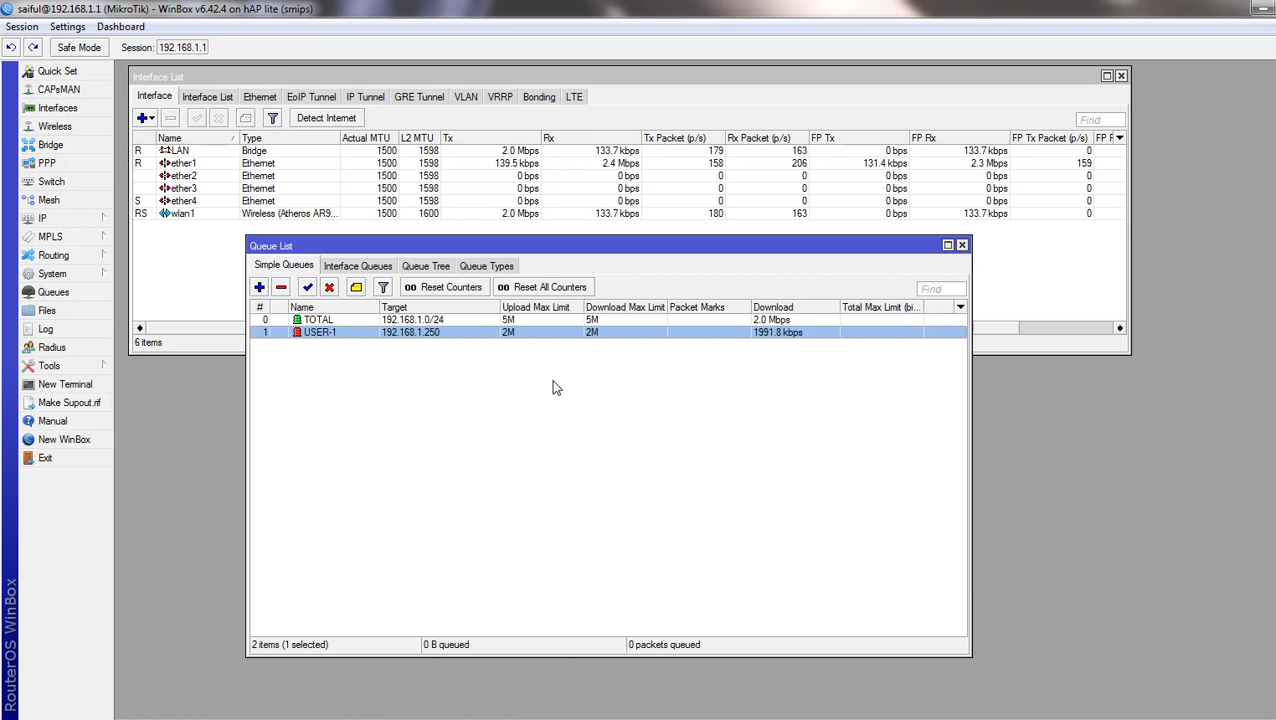 saiful@192.168.1.1 (MikroTik) - WinBox v6.42.4 on hAP lite (smips)
Session Settings Dashboard
Safe Mode Session: 192.168.1.1
Quick Set
CAPsMAN
Interfaces
Wireless
Bridge
PPP
Switch
Mesh
IP
MPLS
Routing
System
Queues
Files
Log
Radius
Tools
New Terminal
Make Supout.rif
Manual
New WinBox
Exit
RouterOS WinBox
Interface List
Interface Interface List Ethernet EoIP Tunnel IP Tunnel GRE Tunnel VLAN VRRP Bonding LTE
Detect Internet Find
Name / Type Actual MTU L2 MTU Tx Rx Tx Packet (p/s) Rx Packet (p/s) FP Tx FP Rx FP Tx Packet (p/s) FP F
R LAN Bridge 1500 1598 2.0 Mbps 133.7 kbps 179 163 0 bps 133.7 kbps 0
R ether1 Ethernet 1500 1598 139.5 kbps 2.4 Mbps 158 206 131.4 kbps 2.3 Mbps 159
ether2 Ethernet 1500 1598 0 bps 0 bps 0 0 0 bps 0 bps 0
ether3 Ethernet 1500 1598 0 bps 0 bps 0 0 0 bps 0 bps 0
S ether4 Ethernet 1500 1598 0 bps 0 bps 0 0 0 bps 0 bps 0
RS wlan1 Wireless (Atheros AR9... 1500 1600 2.0 Mbps 133.7 kbps 180 163 0 bps 133.7 kbps 0
6 items
Queue List
Simple Queues Interface Queues Queue Tree Queue Types
00 Reset Counters 00 Reset All Counters Find
# Name Target Upload Max Limit Download Max Limit Packet Marks Download Total Max Limit (bi...
0 TOTAL 192.168.1.0/24 5M 5M 2.0 Mbps
1 USER-1 192.168.1.250 2M 2M 1991.8 kbps
2 items (1 selected) 0 B queued 0 packets queued